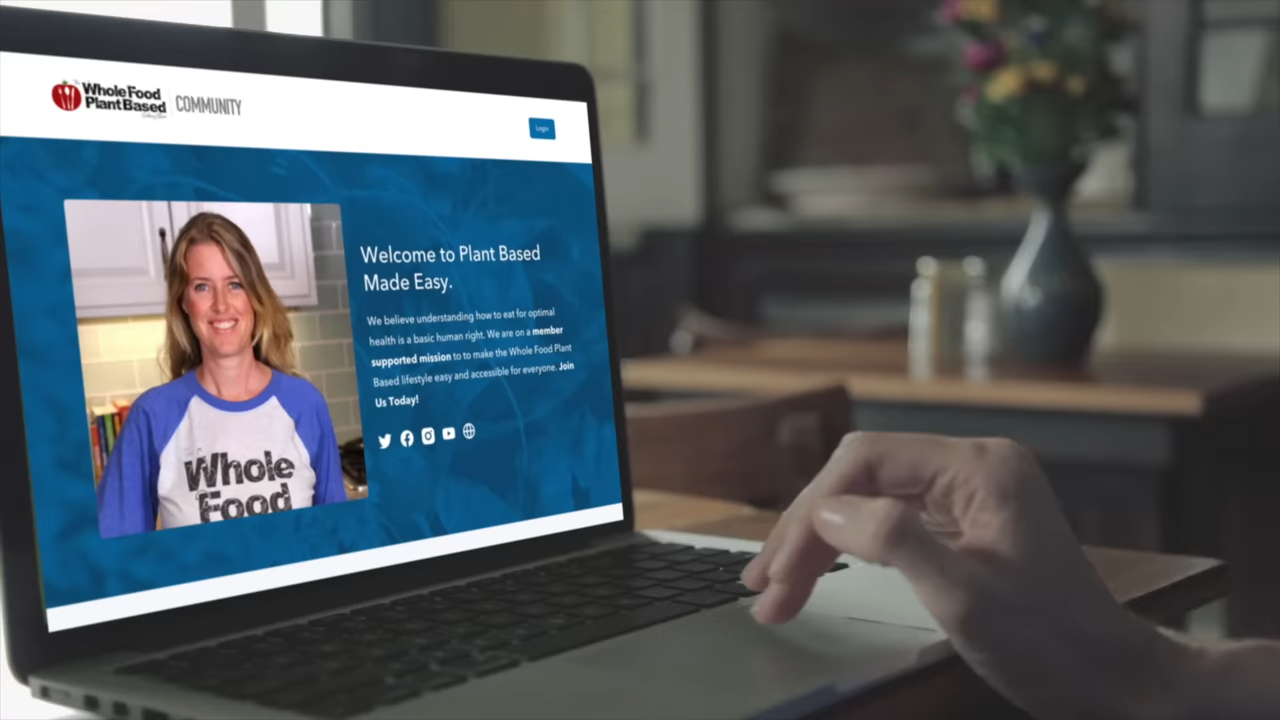 Whole Food
Plant Based
COMMUNITY
Login
Welcome to Plant Based
Made Easy.
We believe understanding how to eat for optimal
health is a basic human right. We are on a member
supported mission to to make the Whole Food Plant
Based lifestyle easy and accessible for everyone. Join
Us Today!
Whole
Food